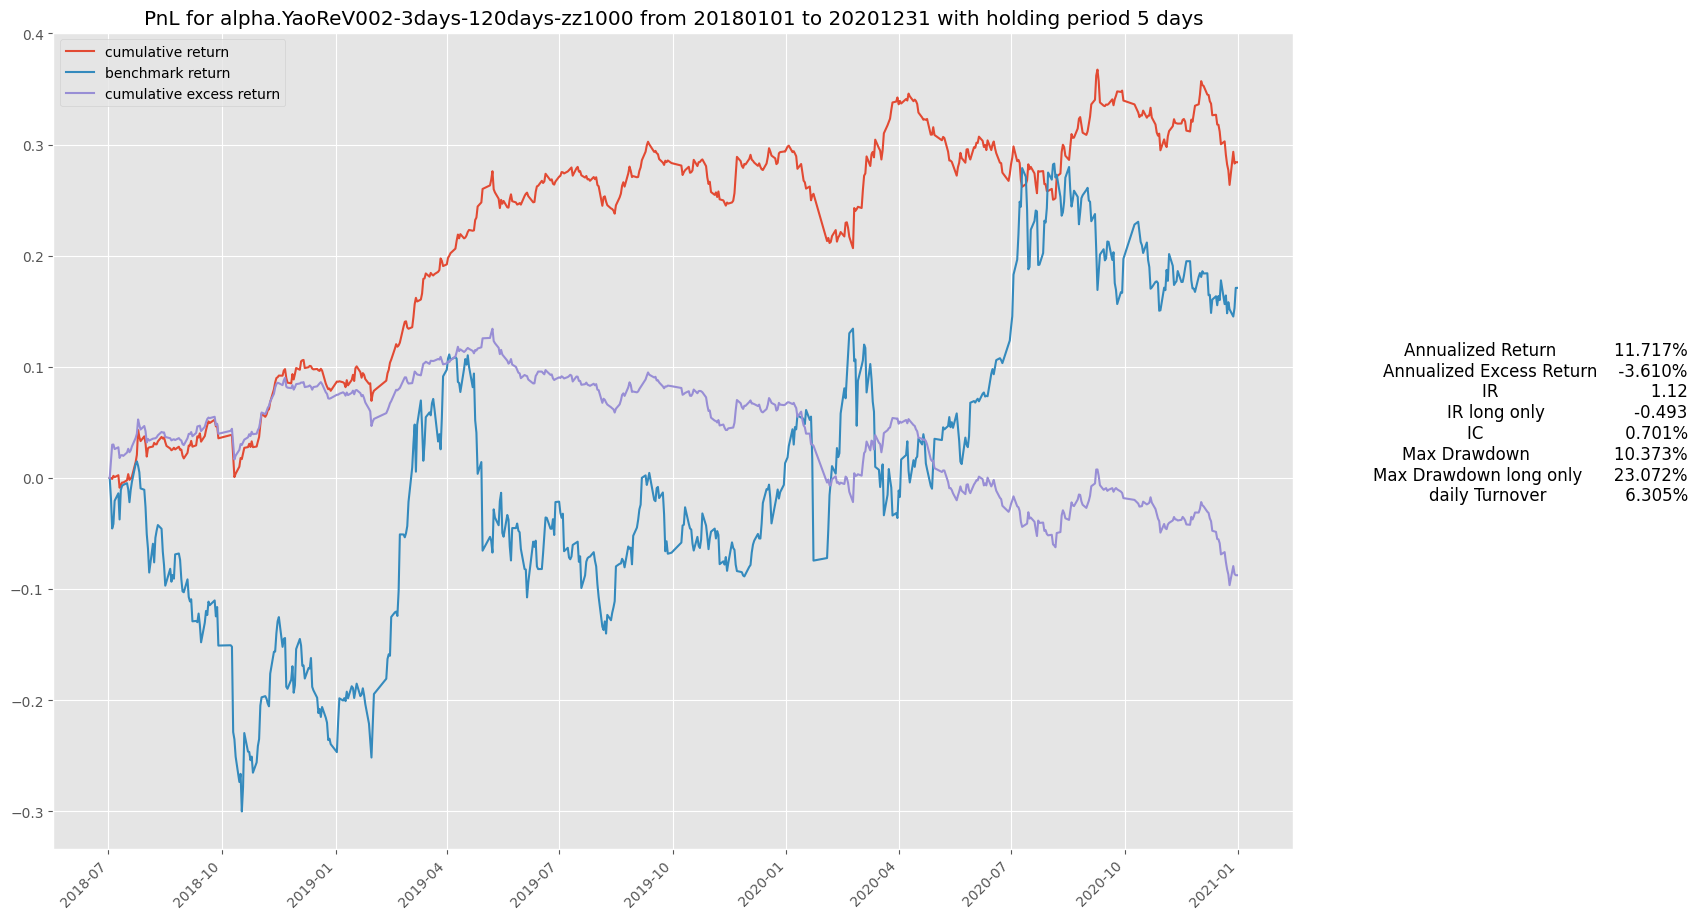 PnL for alpha.YaoReV002-3days-120days-zz1000 from 20180101 to 20201231 with holding period 5 days
cumulative return
benchmark return
cumulative excess return
0.4
0.3
0.2
0.1
0.0
−0.1
−0.2
−0.3
2018-07
2018-10
2019-01
2019-04
2019-07
2019-10
2020-01
2020-04
2020-07
2020-10
2021-01
Annualized Return 11.717%
Annualized Excess Return -3.610%
IR 1.12
IR long only -0.493
IC 0.701%
Max Drawdown 10.373%
Max Drawdown long only 23.072%
daily Turnover 6.305%